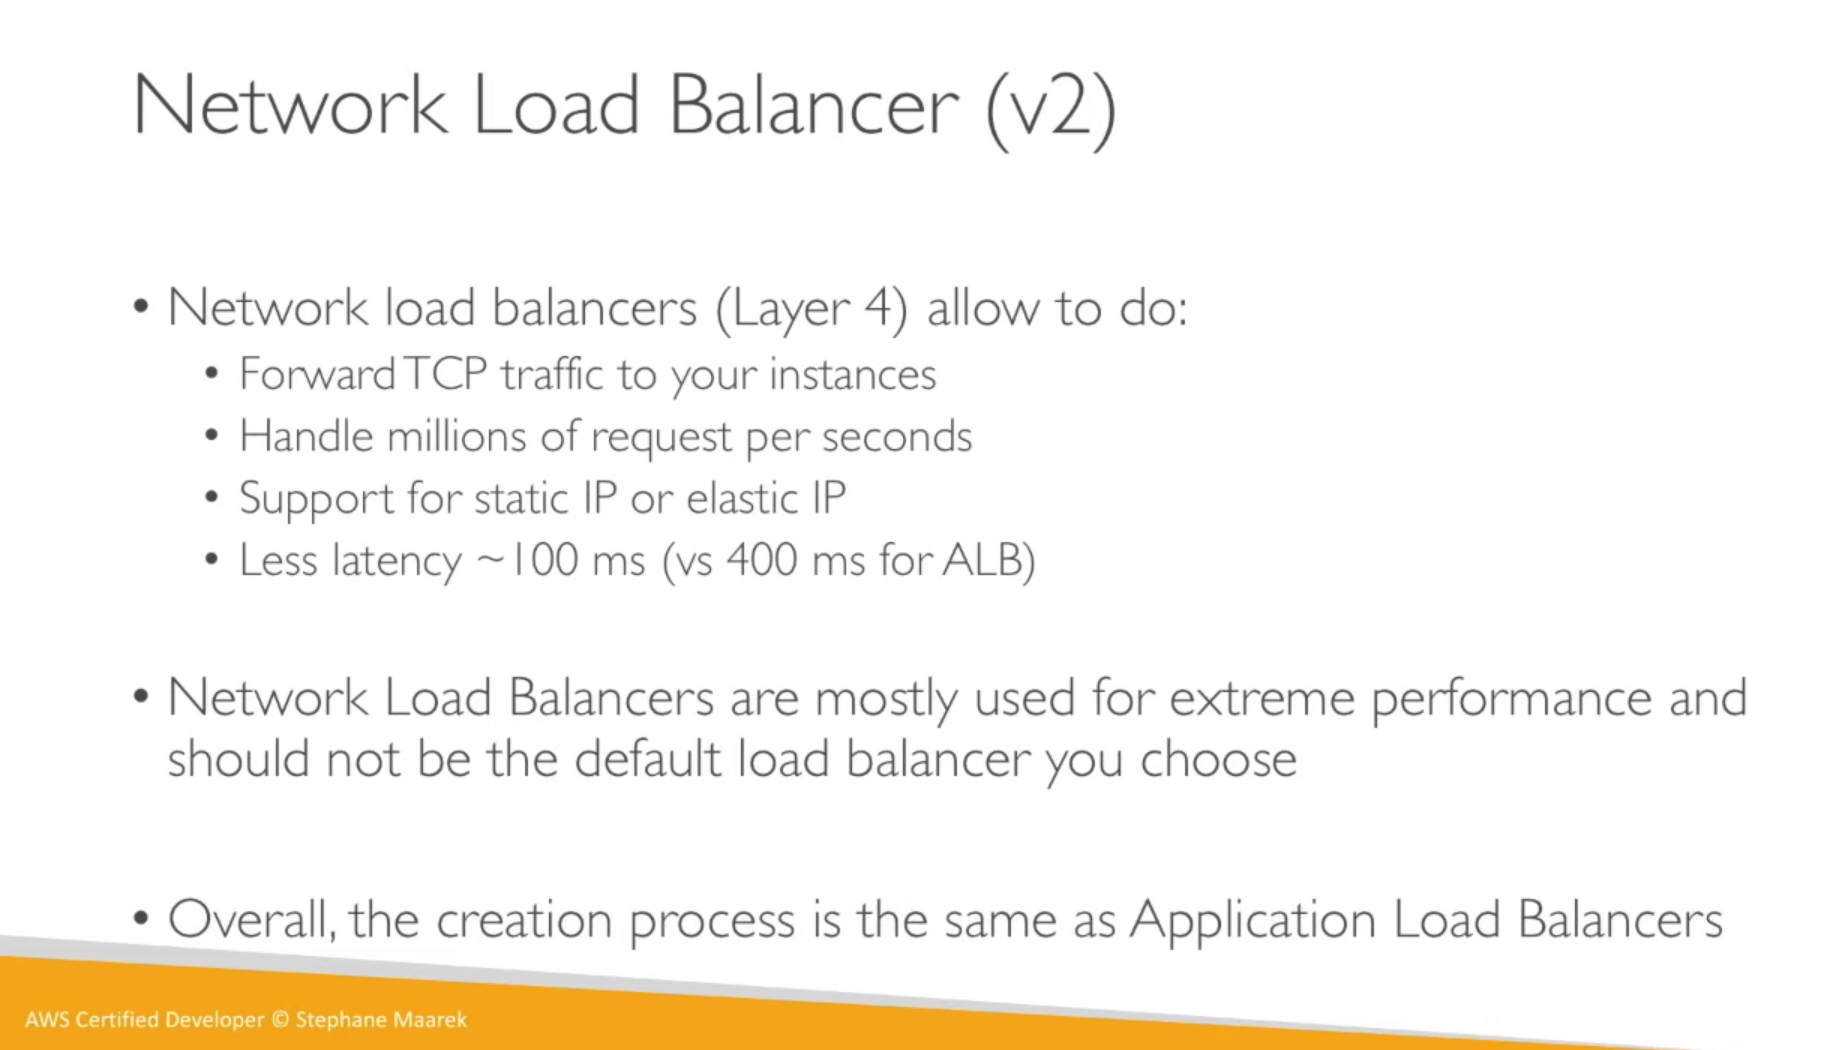 Network Load Balancer (v2)
• Network load balancers (Layer 4) allow to do:
• Forward TCP traffic to your instances
• Handle millions of request per seconds
• Support for static IP or elastic IP
• Less latency ~100 ms (vs 400 ms for ALB)
• Network Load Balancers are mostly used for extreme performance and
should not be the default load balancer you choose
• Overall, the creation process is the same as Application Load Balancers
AWS Certified Developer © Stephane Maarek